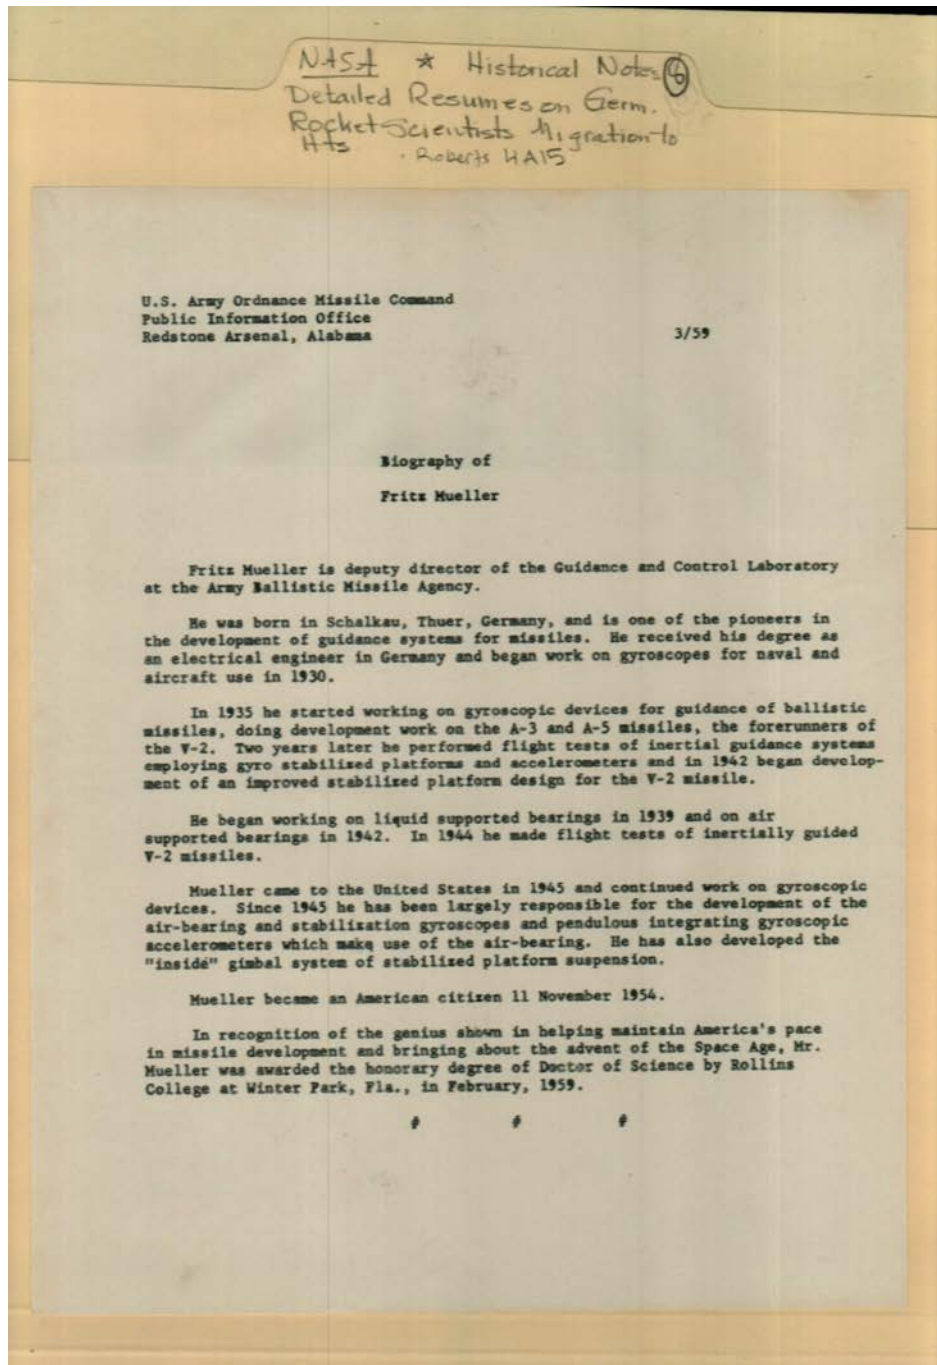 NASA * Historical Notes 6
Detailed Resumes on Germ.
Rocket Scientists Migration to
Hts
. Roberts HA15
U.S. Army Ordnance Missile Command
Public Information Office
Redstone Arsenal, Alabama 3/59
Biography of
Fritz Mueller
Fritz Mueller is deputy director of the Guidance and Control Laboratory
at the Army Ballistic Missile Agency.
He was born in Schalkau, Thuer, Germany, and is one of the pioneers in
the development of guidance systems for missiles. He received his degree as
an electrical engineer in Germany and began work on gyroscopes for naval and
aircraft use in 1930.
In 1935 he started working on gyroscopic devices for guidance of ballistic
missiles, doing development work on the A-3 and A-5 missiles, the forerunners of
the V-2. Two years later he performed flight tests of inertial guidance systems
employing gyro stabilized platforms and accelerometers and in 1942 began develop-
ment of an improved stabilized platform design for the V-2 missile.
He began working on liquid supported bearings in 1939 and on air
supported bearings in 1942. In 1944 he made flight tests of inertially guided
V-2 missiles.
Mueller came to the United States in 1945 and continued work on gyroscopic
devices. Since 1945 he has been largely responsible for the development of the
air-bearing and stabilization gyroscopes and pendulous integrating gyroscopic
accelerometers which make use of the air-bearing. He has also developed the
"inside" gimbal system of stabilized platform suspension.
Mueller became an American citizen 11 November 1954.
In recognition of the genius shown in helping maintain America's pace
in missile development and bringing about the advent of the Space Age, Mr.
Mueller was awarded the honorary degree of Doctor of Science by Rollins
College at Winter Park, Fla., in February, 1959.
# # #